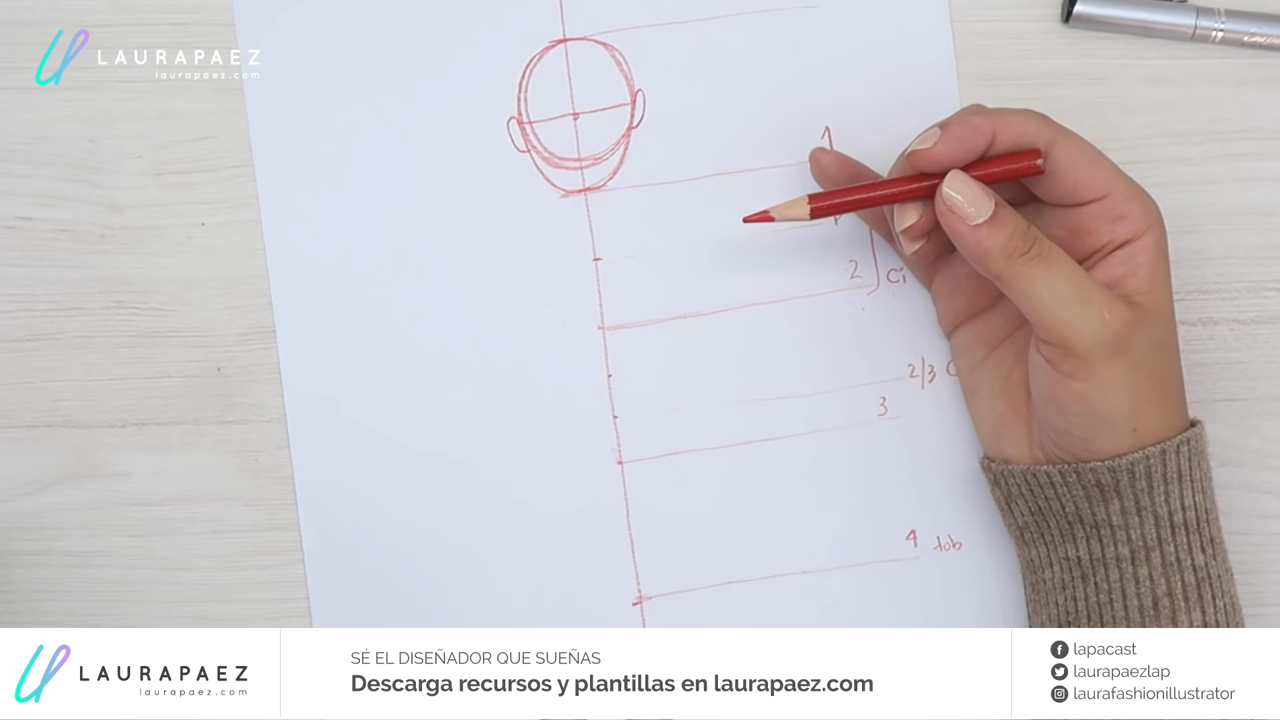 LAURAPAEZ
laurapaez.com
1
2
Ci
2/3
3
4 tob
LAURAPAEZ
laurapaez.com
SÉ EL DISEÑADOR QUE SUEÑAS
Descarga recursos y plantillas en laurapaez.com
lapacast
laurapaezlap
laurafashionillustrator